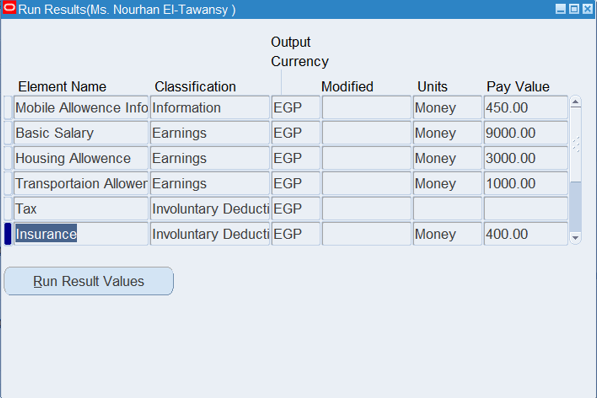 Run Results(Ms. Nourhan El-Tawansy )
Output
Currency
Element Name Classification Modified Units Pay Value
Mobile Allowence Info Information EGP Money 450.00
Basic Salary Earnings EGP Money 9000.00
Housing Allowence Earnings EGP Money 3000.00
Transportaion Allower Earnings EGP Money 1000.00
Tax Involuntary Deducti EGP
Insurance Involuntary Deducti EGP Money 400.00
Run Result Values